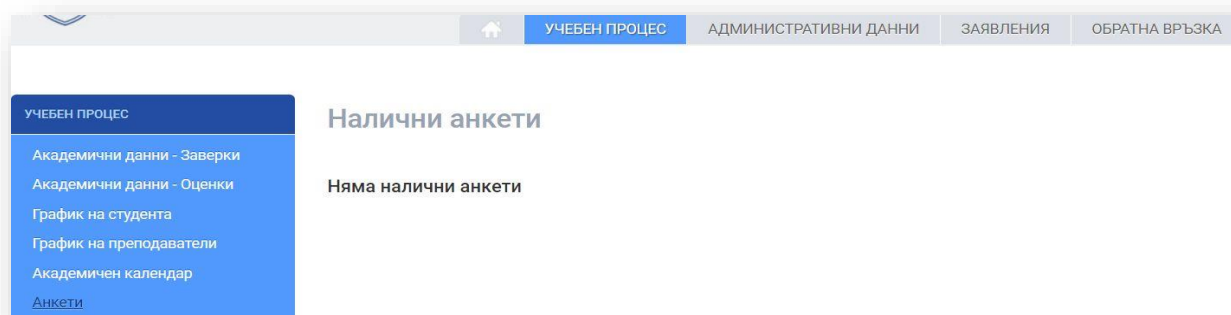 УЧЕБЕН ПРОЦЕС
АДМИНИСТРАТИВНИ ДАННИ
ЗАЯВЛЕНИЯ
ОБРАТНА ВРЪЗКА
УЧЕБЕН ПРОЦЕС
Академични данни - Заверки
Академични данни - Оценки
График на студента
График на преподаватели
Академичен календар
Анкети
Налични анкети
Няма налични анкети